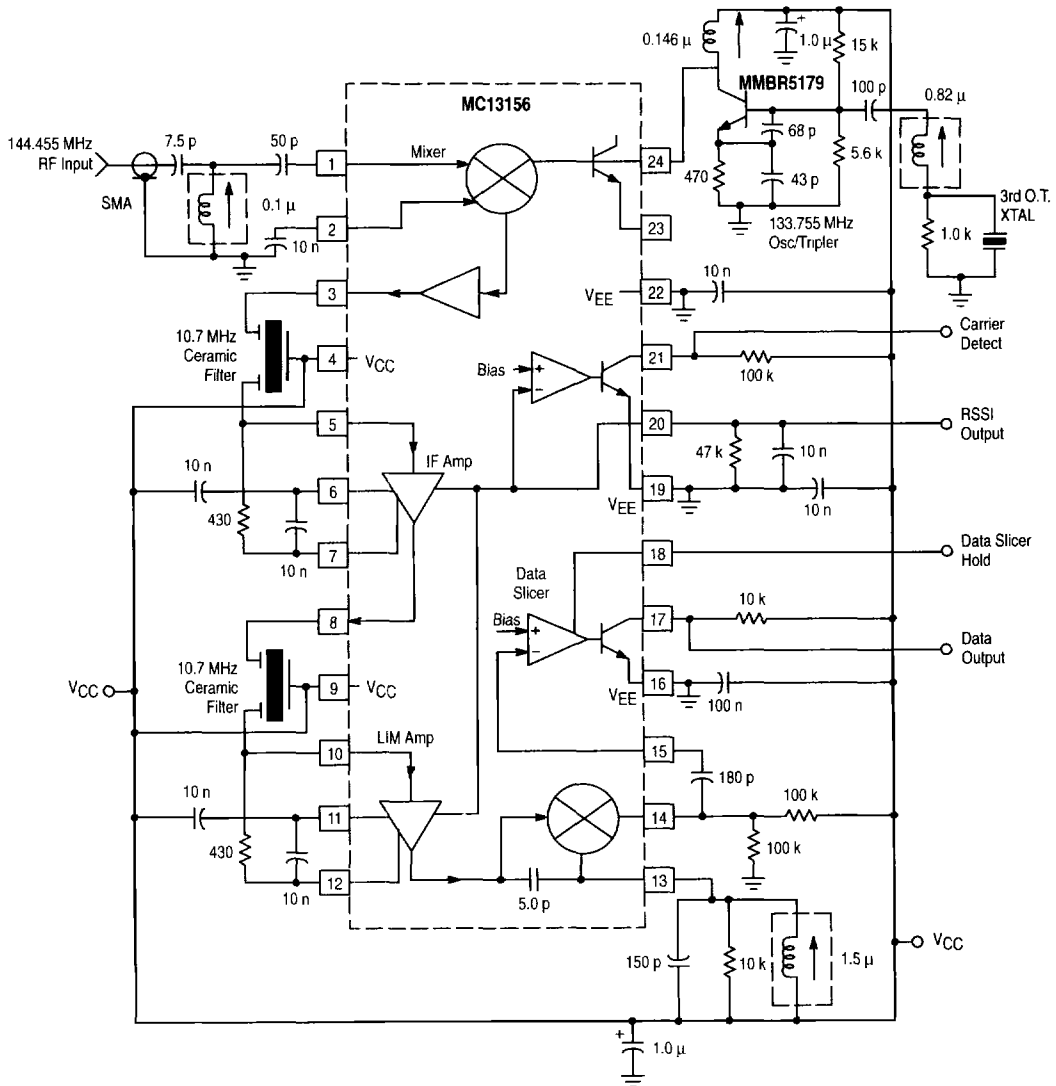 MC13156
144.455 MHz
RF Input
SMA
7.5 p
50 p
0.1 µ
10 n
1
2
3
4
5
6
7
8
9
10
11
12
Mixer
10.7 MHz
Ceramic
Filter
VCC
10 n
430
10 n
IF Amp
10.7 MHz
Ceramic
Filter
VCC
VCC
LIM Amp
10 n
430
10 n
5.0 p
Bias
+
−
Data
Slicer
Bias
+
−
24
23
22
21
20
19
18
17
16
15
14
13
VEE
VEE
VEE
0.146 µ
+
1.0 µ
15 k
MMBR5179
100 p
0.82 µ
68 p
470
43 p
5.6 k
133.755 MHz
Osc/Tripler
1.0 k
3rd O.T.
XTAL
10 n
Carrier
Detect
100 k
RSSI
Output
47 k
10 n
10 n
Data Slicer
Hold
10 k
Data
Output
100 n
180 p
100 k
100 k
150 p
10 k
1.5 µ
VCC
+
1.0 µ